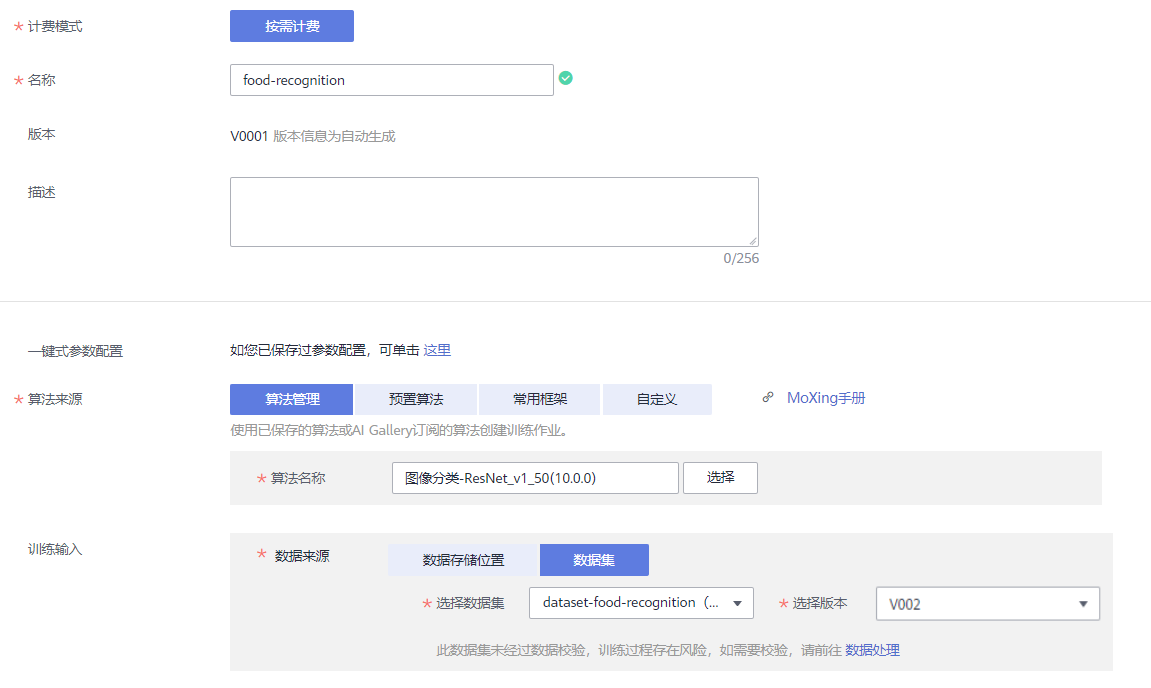 * 计费模式 按需计费
* 名称 food-recognition
版本 V0001 版本信息为自动生成
描述
0/256
一键式参数配置 如您已保存过参数配置，可单击 这里
* 算法来源 算法管理 预置算法 常用框架 自定义 MoXing手册
使用已保存的算法或AI Gallery订阅的算法创建训练作业。
* 算法名称 图像分类-ResNet_v1_50(10.0.0) 选择
训练输入 * 数据来源 数据存储位置 数据集
* 选择数据集 dataset-food-recognition（... * 选择版本 V002
此数据集未经过数据校验，训练过程存在风险，如需要校验，请前往 数据处理